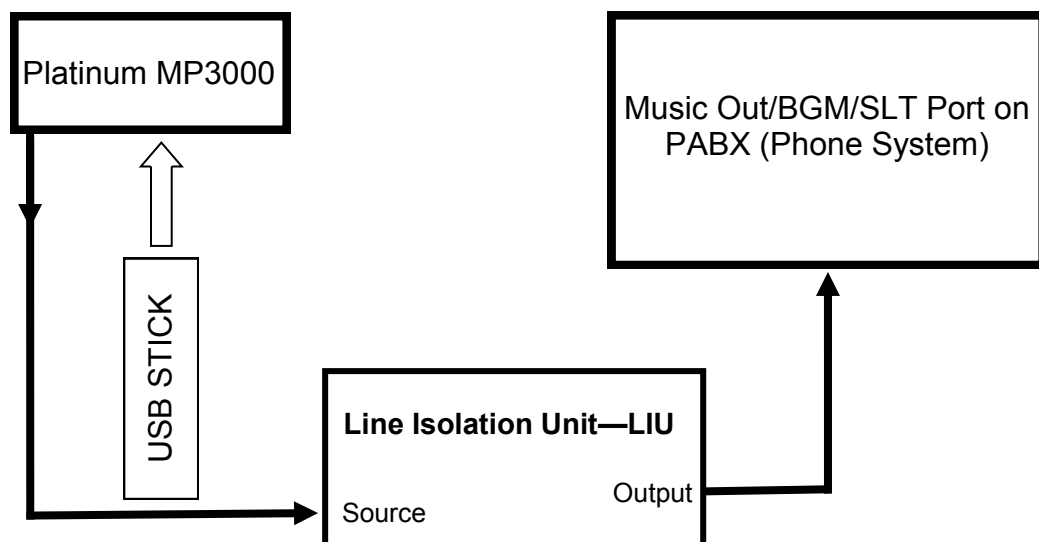 Platinum MP3000
Music Out/BGM/SLT Port on
PABX (Phone System)
USB STICK
Line Isolation Unit—LIU
Source
Output